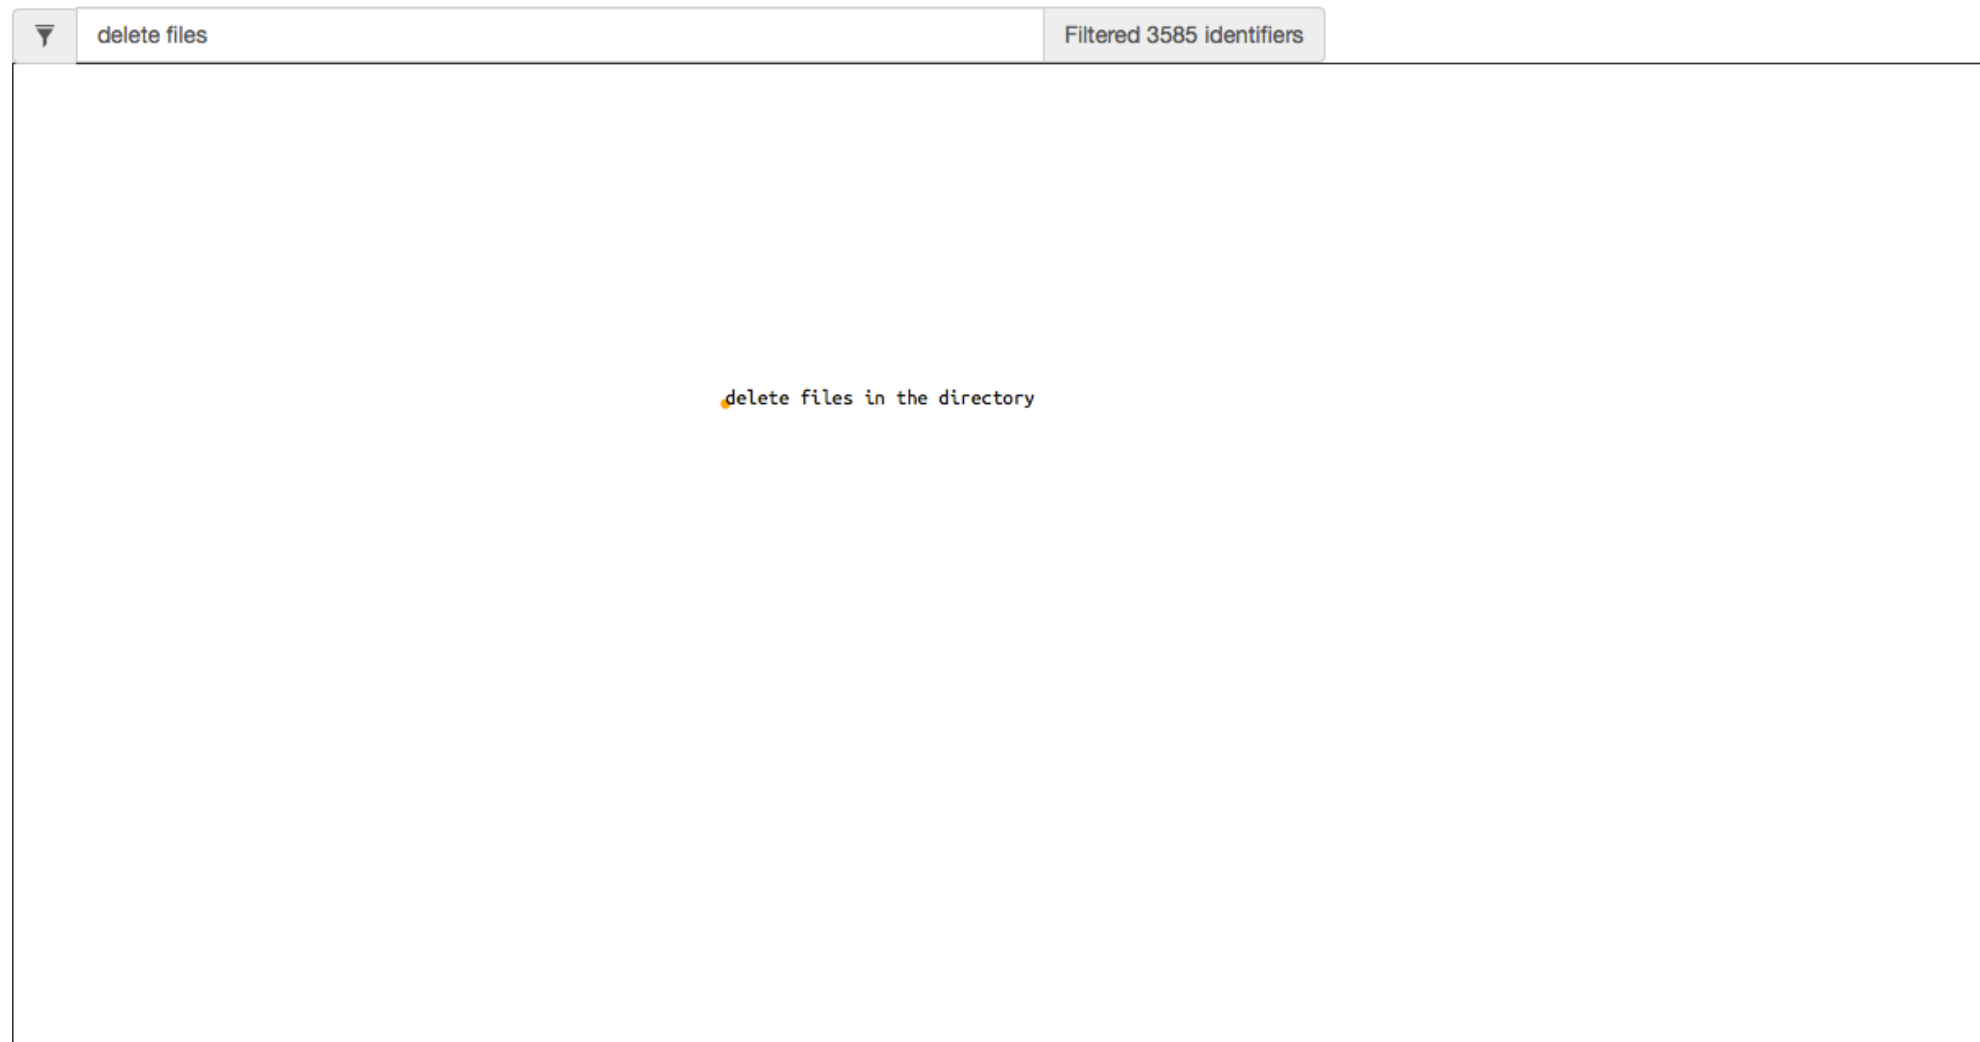 delete files
Filtered 3585 identifiers
delete files in the directory